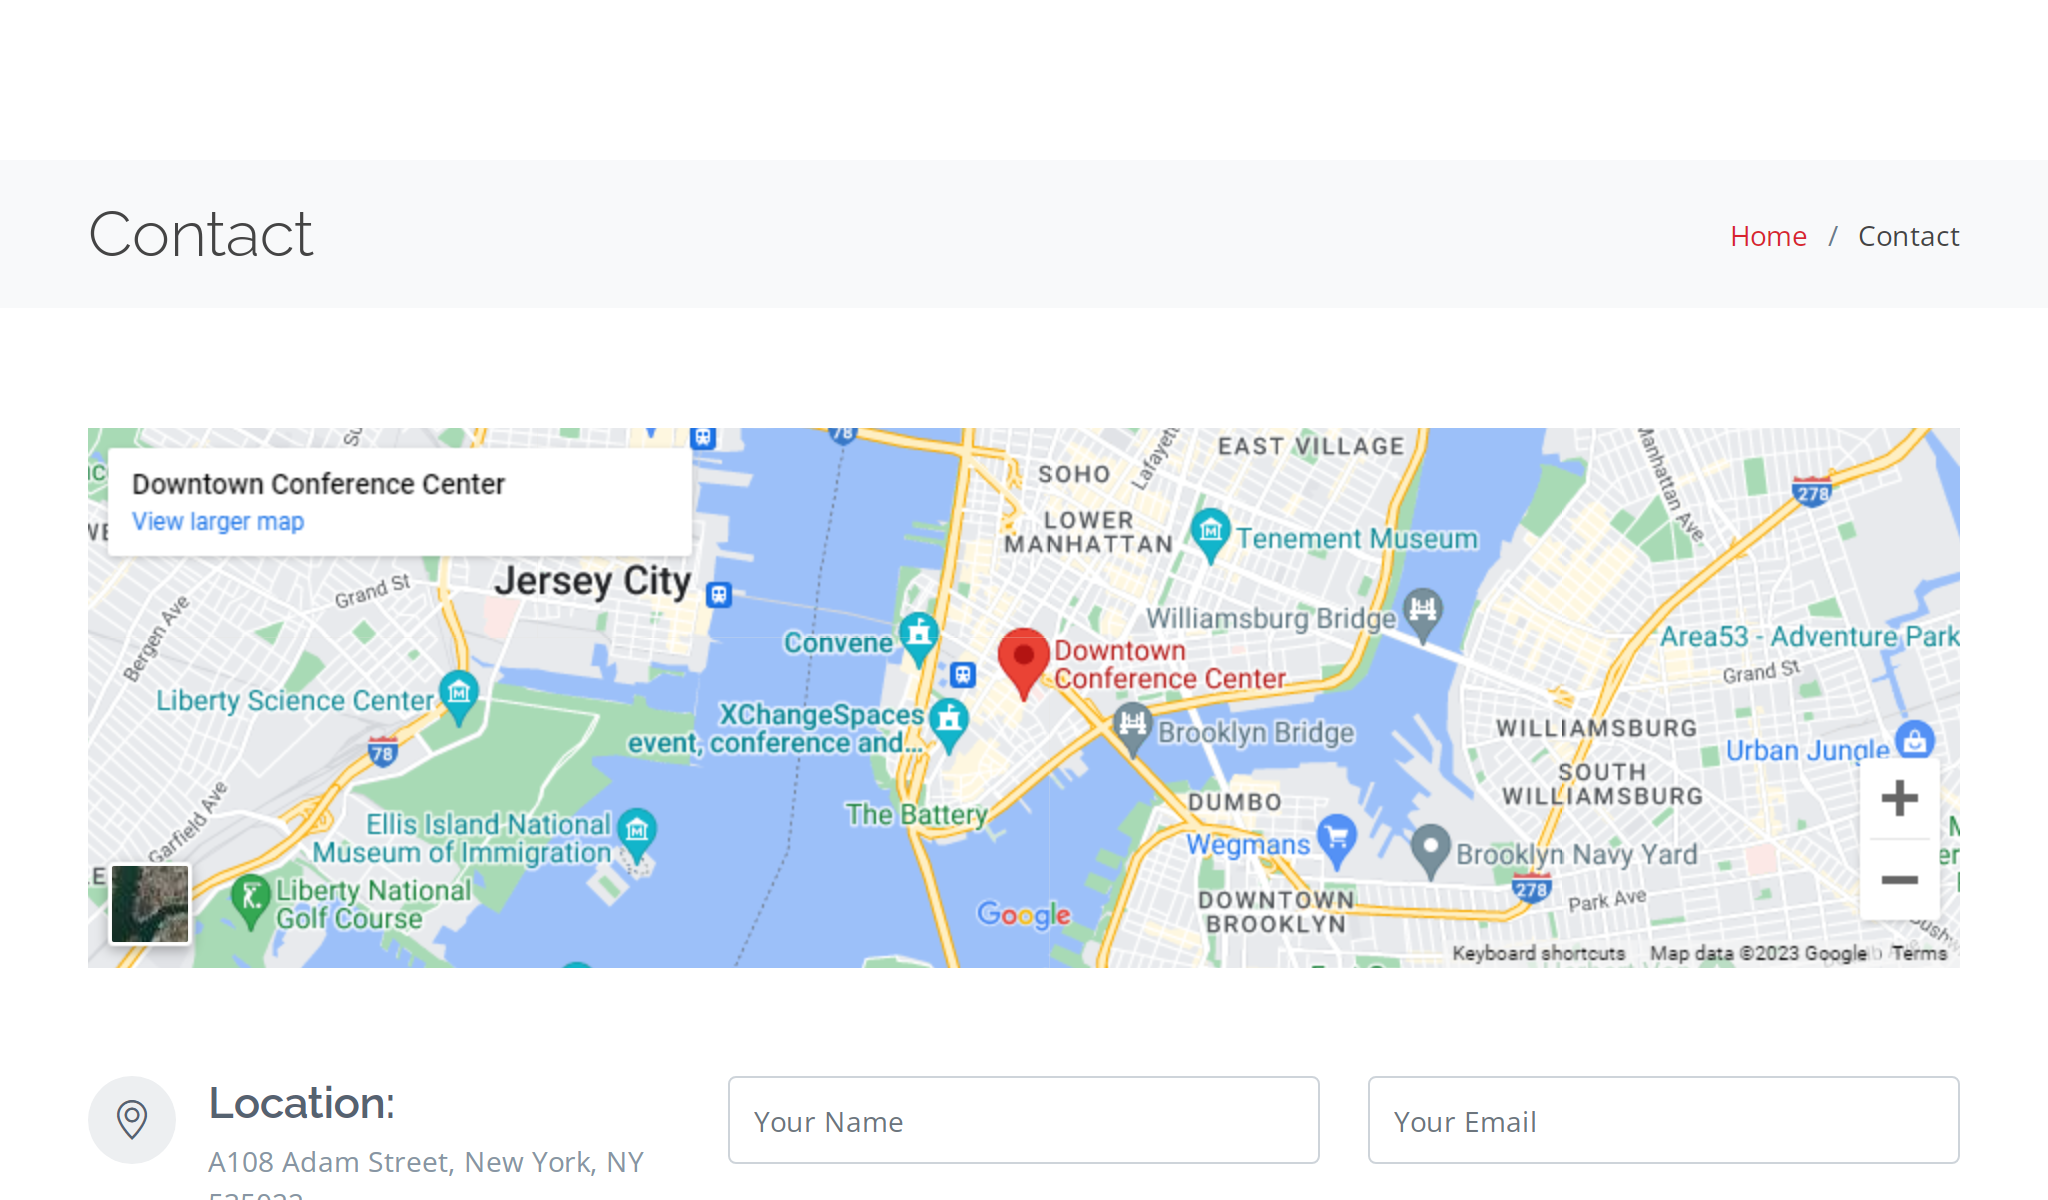 Contact
Home / Contact
Downtown Conference Center
View larger map
78
EAST VILLAGE
SOHO
278
LOWER
MANHATTAN
Lafayett
Manhattan Ave
Tenement Museum
Jersey City
Grand St
Bergen Ave
Williamsburg Bridge
Convene
Downtown
Conference Center
Area53 - Adventure Park
Grand St
Liberty Science Center
XChangeSpaces
event, conference and...
Brooklyn Bridge
WILLIAMSBURG
Urban Jungle
78
SOUTH
WILLIAMSBURG
Garfield Ave
The Battery
DUMBO
Ellis Island National
Museum of Immigration
Wegmans
Brooklyn Navy Yard
Liberty National
Golf Course
278
Park Ave
DOWNTOWN
BROOKLYN
Google
Keyboard shortcuts
Map data ©2023 Google
Terms
Location:
A108 Adam Street, New York, NY
Your Name
Your Email